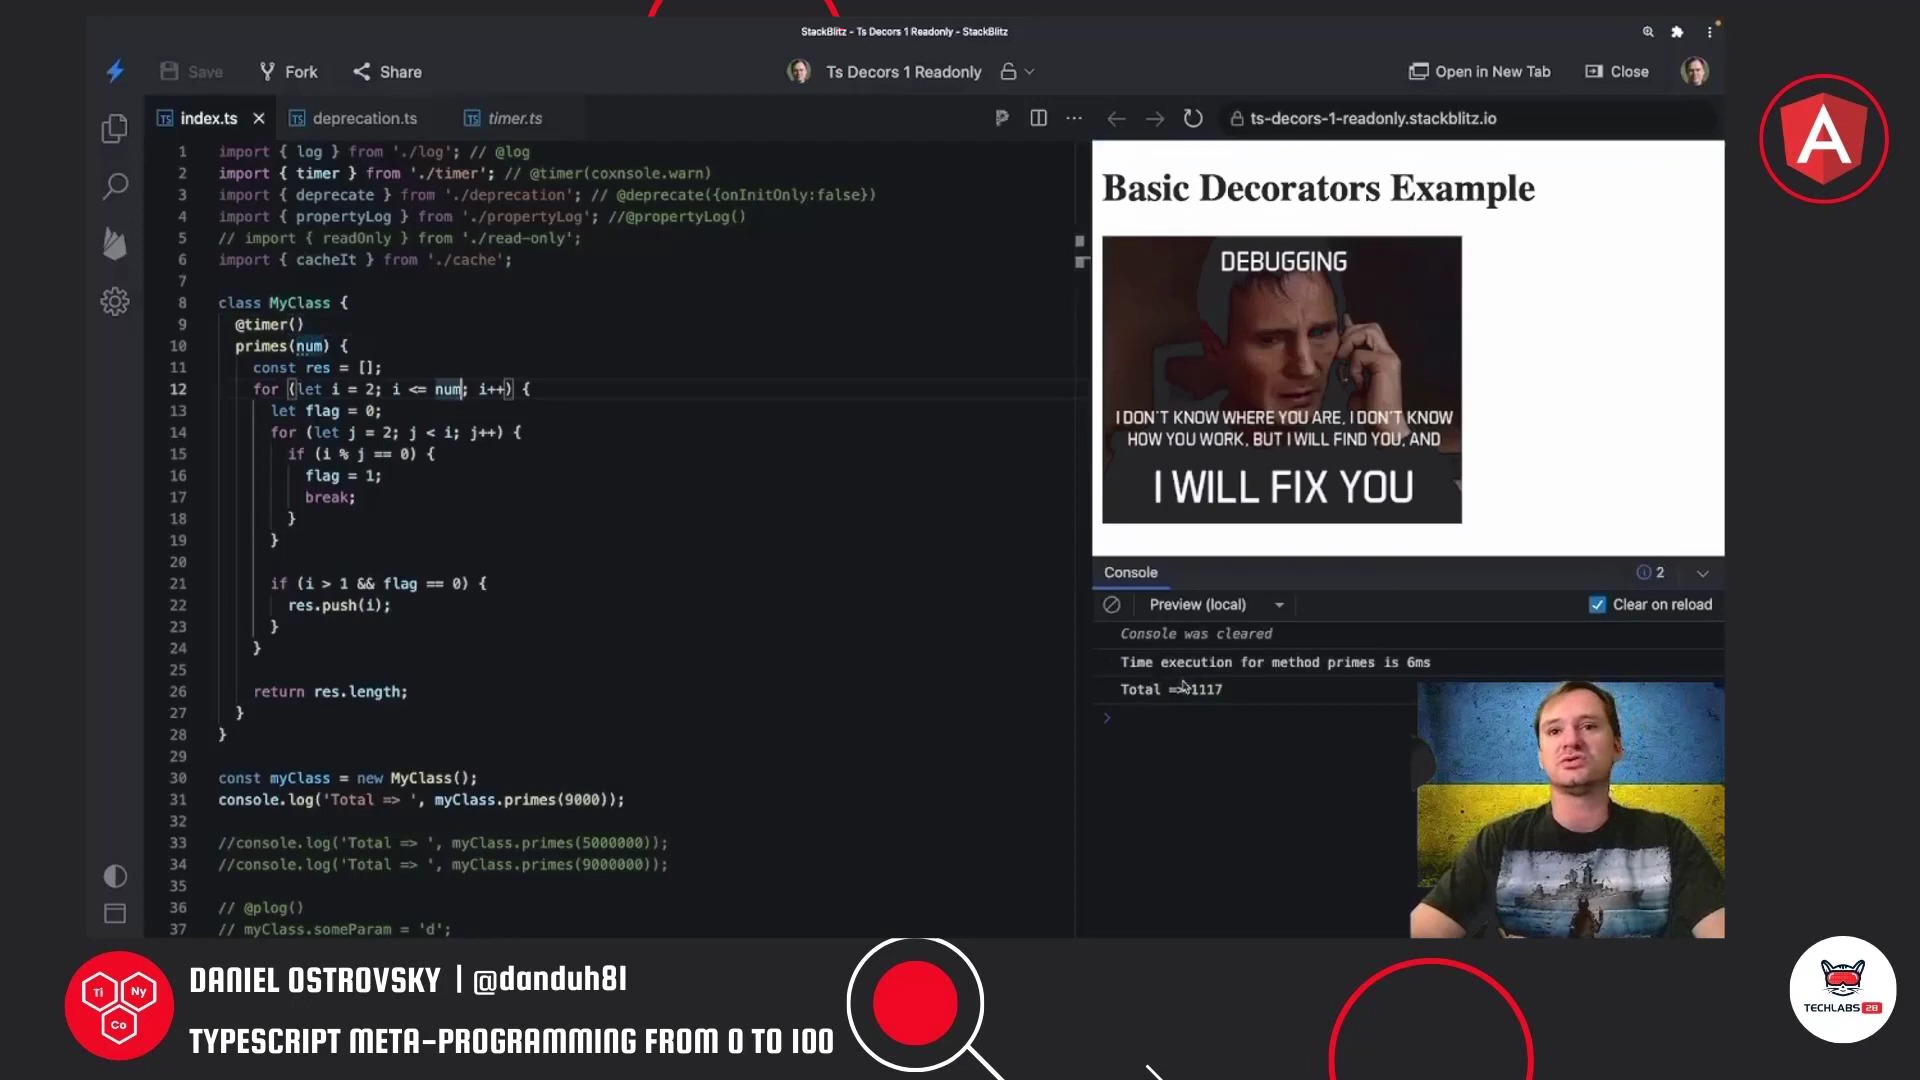 StackBlitz - Ts Decors 1 Readonly - StackBlitz
Save
Fork
Share
Ts Decors 1 Readonly
Open in New Tab
Close
TS index.ts
TS deprecation.ts
TS timer.ts
ts-decors-1-readonly.stackblitz.io
1 import { log } from './log'; // @log
2 import { timer } from './timer'; // @timer(coxnsole.warn)
3 import { deprecate } from './deprecation'; // @deprecate({onInitOnly:false})
4 import { propertyLog } from './propertyLog'; //@propertyLog()
5 // import { readOnly } from './read-only';
6 import { cacheIt } from './cache';
7
8 class MyClass {
9 @timer()
10 primes(num) {
11 const res = [];
12 for (let i = 2; i <= num; i++) {
13 let flag = 0;
14 for (let j = 2; j < i; j++) {
15 if (i % j == 0) {
16 flag = 1;
17 break;
18 }
19 }
20
21 if (i > 1 && flag == 0) {
22 res.push(i);
23 }
24 }
25
26 return res.length;
27 }
28 }
29
30 const myClass = new MyClass();
31 console.log('Total => ', myClass.primes(9000));
32
33 //console.log('Total => ', myClass.primes(5000000));
34 //console.log('Total => ', myClass.primes(9000000));
35
36 // @plog()
37 // myClass.someParam = 'd';
Basic Decorators Example
DEBUGGING
I DON'T KNOW WHERE YOU ARE, I DON'T KNOW
HOW YOU WORK, BUT I WILL FIND YOU, AND
I WILL FIX YOU
Console
2
Preview (local)
Clear on reload
Console was cleared
Time execution for method primes is 6ms
Total => 1117
A
Ti Ny
Co
DANIEL OSTROVSKY | @danduh81
TYPESCRIPT META-PROGRAMMING FROM 0 TO 100
TECHLABS 28